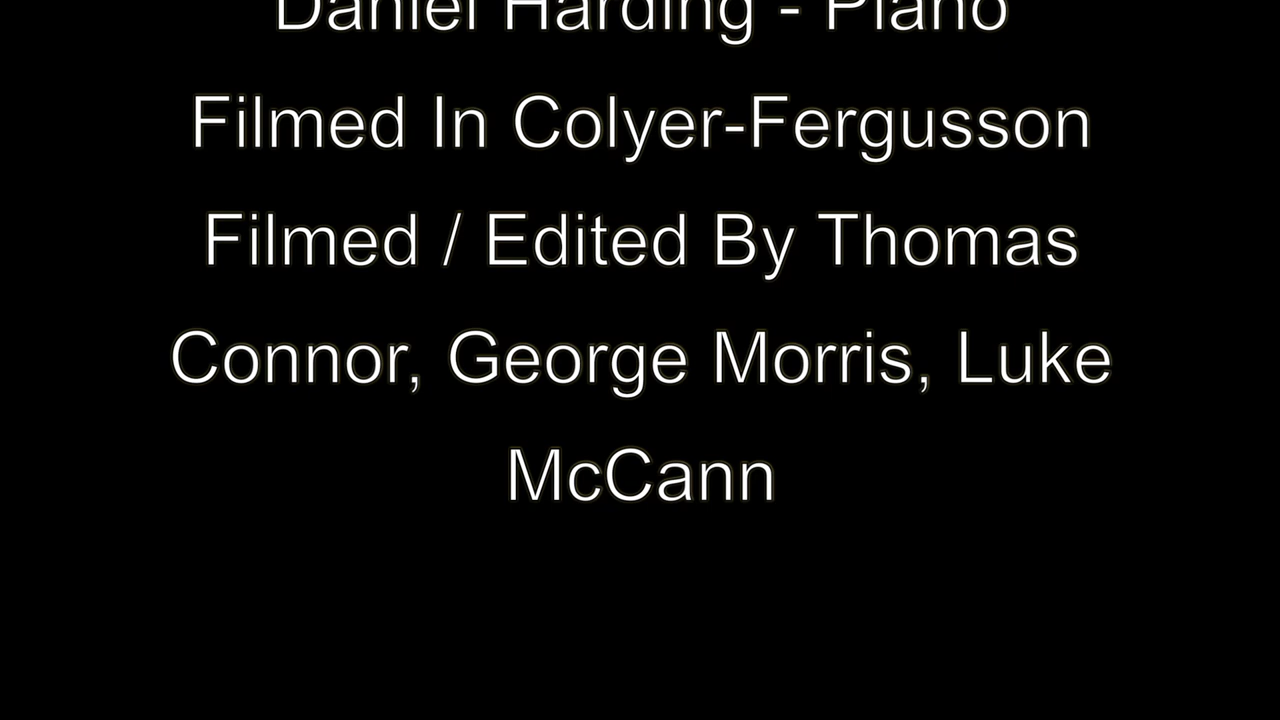 Daniel Harding - Piano
Filmed In Colyer-Fergusson
Filmed / Edited By Thomas
Connor, George Morris, Luke
McCann